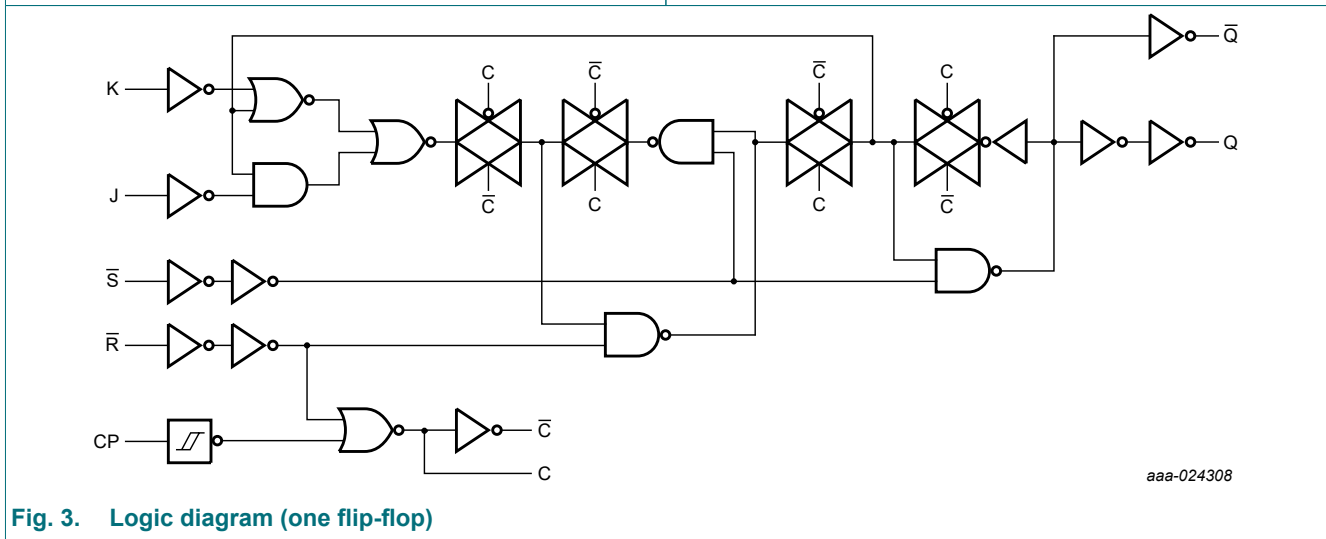 Q̅
C C̅ C̅ C
K
Q
J
C̅ C C C̅
S̅
R̅
C̅
CP
C
aaa-024308
Fig. 3. Logic diagram (one flip-flop)